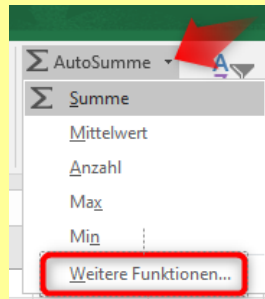 Σ AutoSumme
Σ Summe
Mittelwert
Anzahl
Max
Min
Weitere Funktionen...